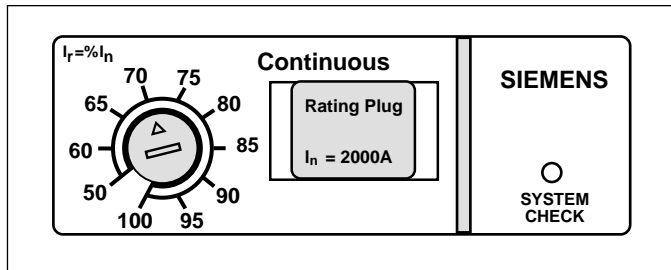 Ir=%In
70
75
65
80
60
85
50
90
100
95
Continuous
Rating Plug
In = 2000A
SIEMENS
SYSTEM
CHECK